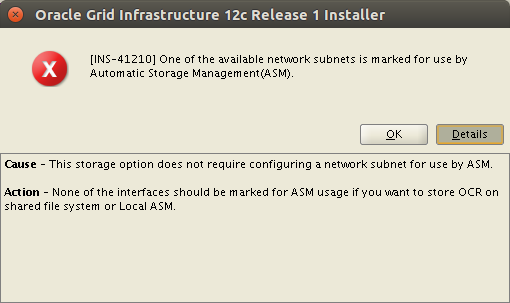 Oracle Grid Infrastructure 12c Release 1 Installer
[INS-41210] One of the available network subnets is marked for use by
Automatic Storage Management(ASM).
OK
Details
Cause - This storage option does not require configuring a network subnet for use by ASM.
Action - None of the interfaces should be marked for ASM usage if you want to store OCR on
shared file system or Local ASM.